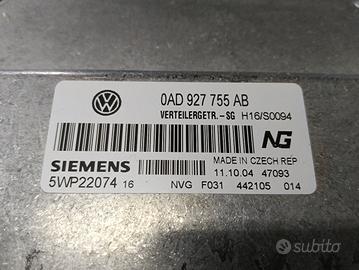 0AD 927 755 AB
VERTEILERGETR.-SG H16/S0094
NG
MADE IN CZECH REP
SIEMENS 11.10.04 47093
5WP22074 16 NVG F031 442105 014
subito